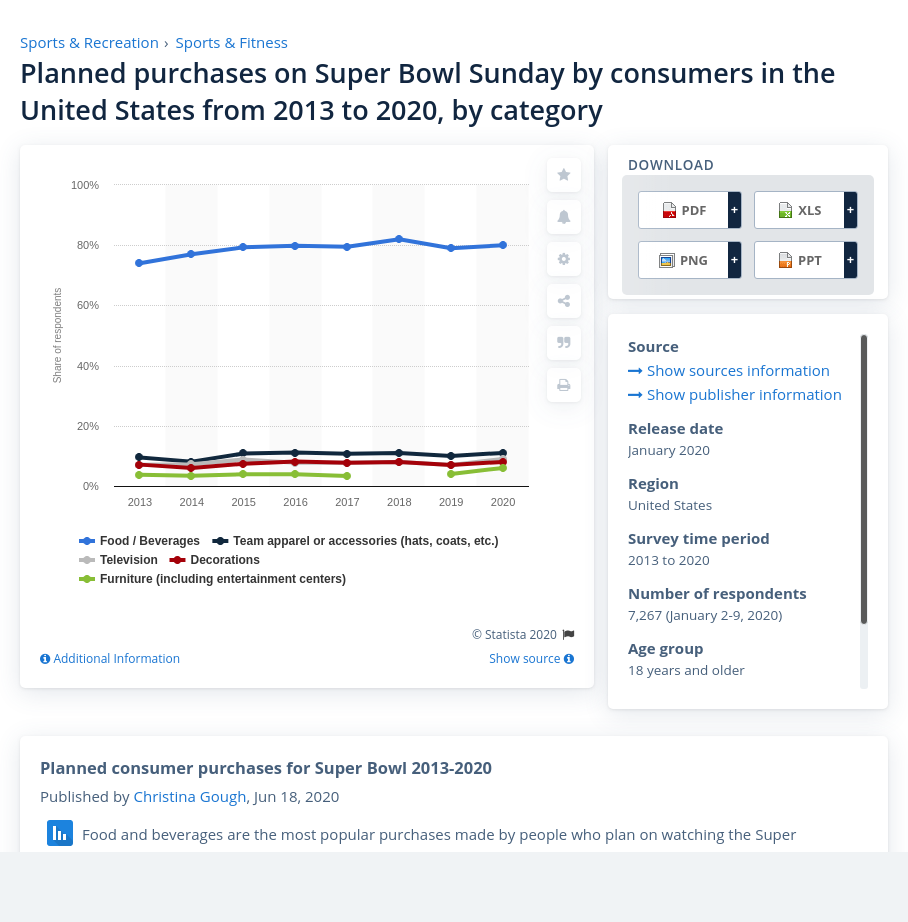 Sports & Recreation › Sports & Fitness
Planned purchases on Super Bowl Sunday by consumers in the
United States from 2013 to 2020, by category
100%
80%
60%
40%
20%
0%
Share of respondents
2013 2014 2015 2016 2017 2018 2019 2020
Food / Beverages Team apparel or accessories (hats, coats, etc.)
Television Decorations
Furniture (including entertainment centers)
© Statista 2020
Additional Information Show source
DOWNLOAD
PDF + XLS +
PNG + PPT +
Source
Show sources information
Show publisher information
Release date
January 2020
Region
United States
Survey time period
2013 to 2020
Number of respondents
7,267 (January 2-9, 2020)
Age group
18 years and older
Planned consumer purchases for Super Bowl 2013-2020
Published by Christina Gough, Jun 18, 2020
Food and beverages are the most popular purchases made by people who plan on watching the Super